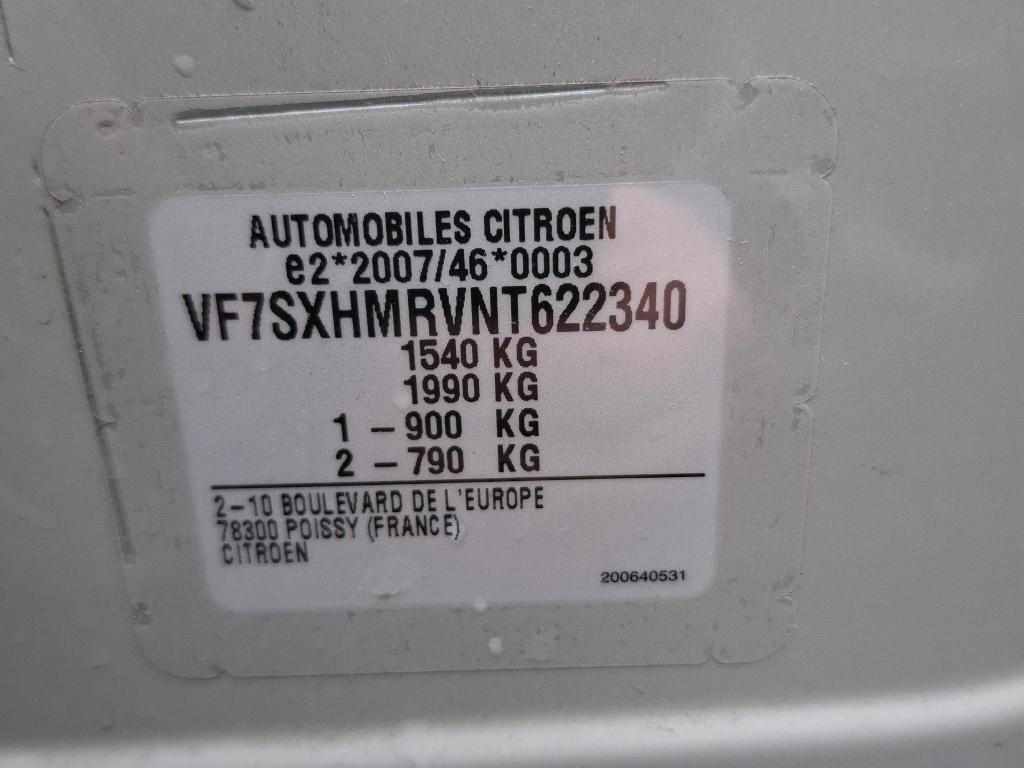 AUTOMOBILES CITROEN
e2*2007/46*0003
VF7SXHMRVNT622340
1540 KG
1990 KG
1 - 900 KG
2 - 790 KG
2-10 BOULEVARD DE L'EUROPE
78300 POISSY (FRANCE)
CITROEN
200640531